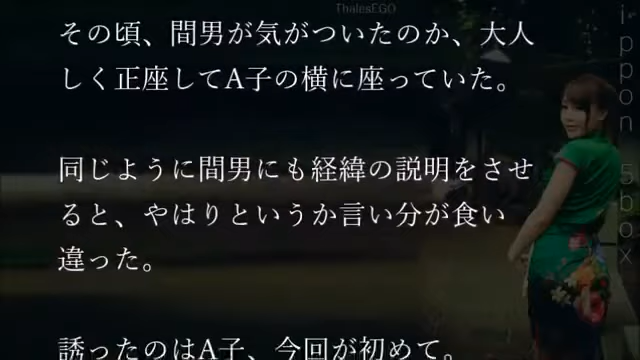 ThalesEGO
その頃、間男が気がついたのか、大人
しく正座してA子の横に座っていた。
同じように間男にも経緯の説明をさせ
ると、やはりというか言い分が食い
違った。
誘ったのはA子、今回が初めて。
ippon 5box